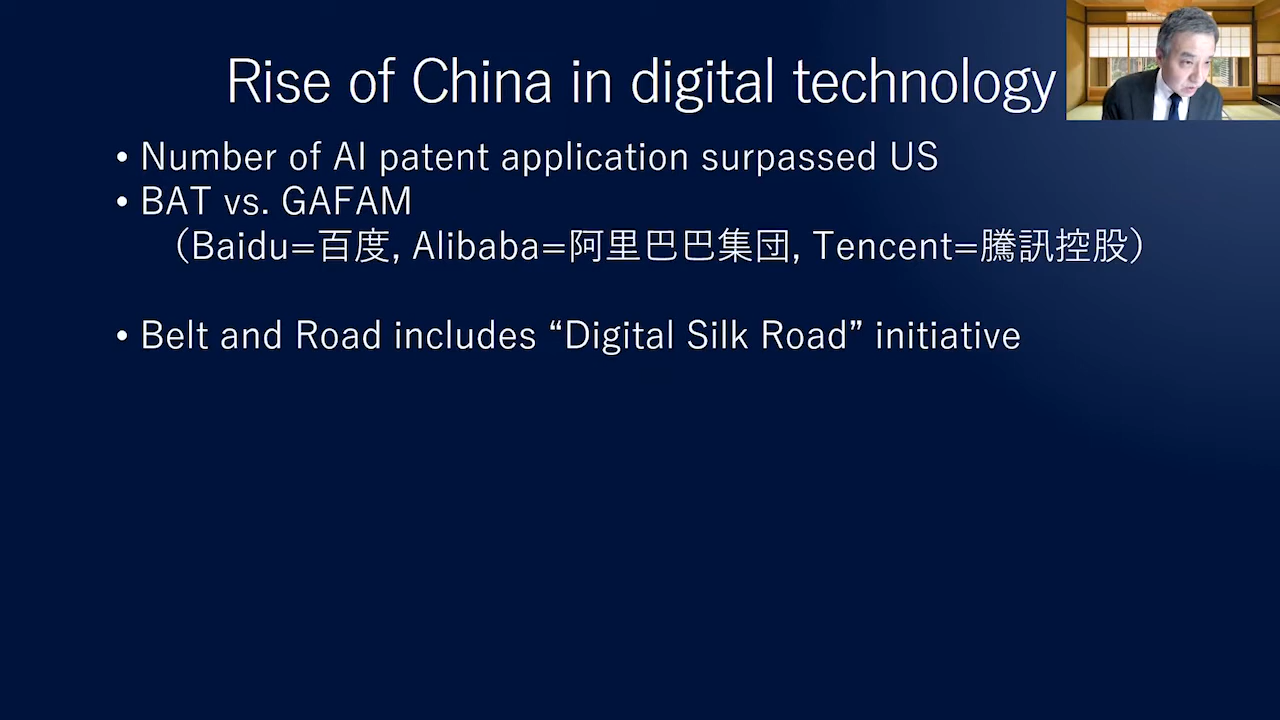 Rise of China in digital technology
• Number of AI patent application surpassed US
• BAT vs. GAFAM
（Baidu=百度, Alibaba=阿里巴巴集団, Tencent=騰訊控股）
• Belt and Road includes “Digital Silk Road” initiative